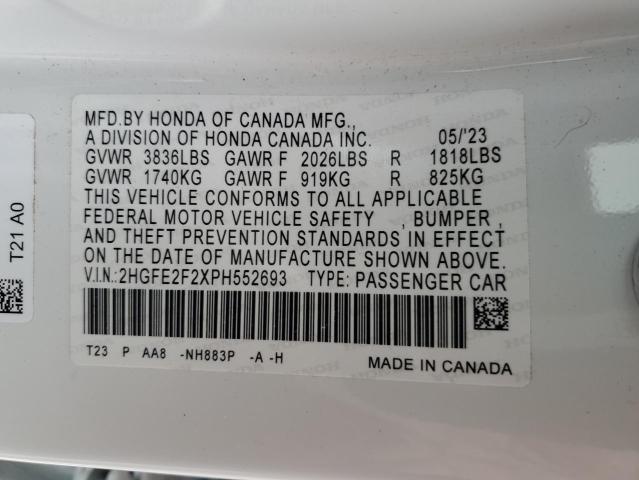 MFD.BY HONDA OF CANADA MFG.,
A DIVISION OF HONDA CANADA INC. 05/'23
GVWR 3836LBS GAWR F 2026LBS R 1818LBS
GVWR 1740KG GAWR F 919KG R 825KG
THIS VEHICLE CONFORMS TO ALL APPLICABLE
FEDERAL MOTOR VEHICLE SAFETY , BUMPER ,
AND THEFT PREVENTION STANDARDS IN EFFECT
ON THE DATE OF MANUFACTURE SHOWN ABOVE.
V.I.N.:2HGFE2F2XPH552693 TYPE: PASSENGER CAR
T23 P AA8 -NH883P -A -H
MADE IN CANADA
T21 A0